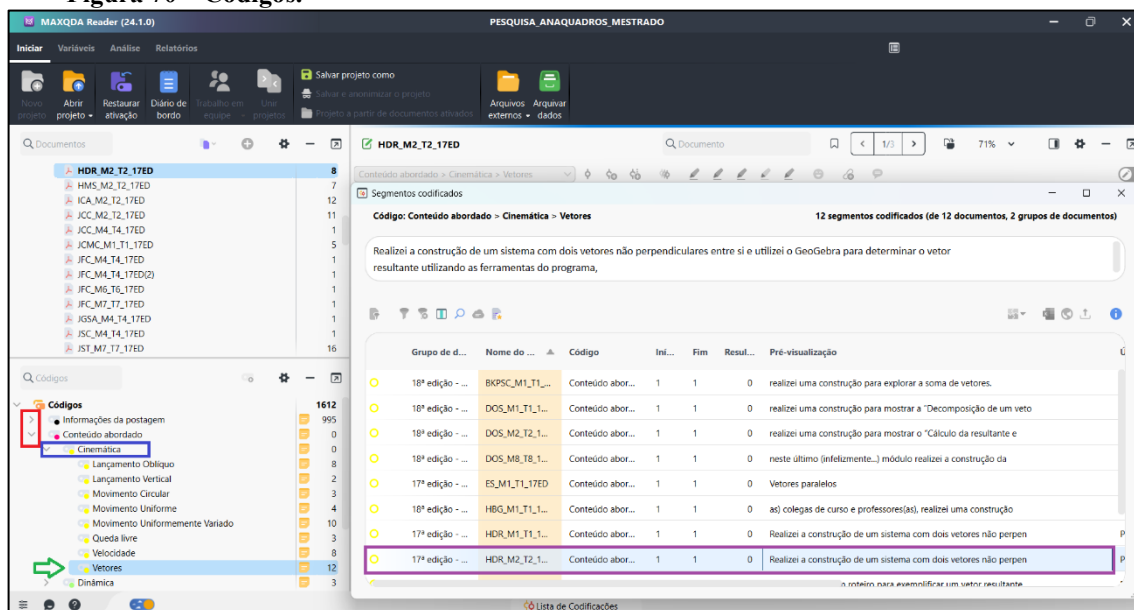 Figura 70 – Códigos.
MAXQDA Reader (24.1.0)
PESQUISA_ANAQUADROS_MESTRADO
Iniciar Variáveis Análise Relatórios
Novo projeto
Abrir projeto
Restaurar ativação
Diário de bordo
Trabalho em equipe
Unir projetos
Salvar projeto como
Salvar e anonimizar o projeto
Projeto a partir de documentos ativados
Arquivos externos
Arquivar dados
Documentos
HDR_M2_T2_17ED 8
HMS_M2_T2_17ED 7
ICA_M2_T2_17ED 12
JCC_M2_T2_17ED 11
JCC_M4_T4_17ED 1
JCMC_M1_T1_17ED 5
JFC_M4_T4_17ED 1
JFC_M4_T4_17ED(2) 1
JFC_M6_T6_17ED 1
JFC_M7_T7_17ED 1
JGSA_M4_T4_17ED 1
JSC_M4_T4_17ED 1
JST_M7_T7_17ED 16
Códigos
Códigos 1612
Informações da postagem 995
Conteúdo abordado 0
Cinemática 0
Lançamento Oblíquo 8
Lançamento Vertical 2
Movimento Circular 3
Movimento Uniforme 4
Movimento Uniformemente Variado 10
Queda livre 3
Velocidade 8
Vetores 12
Dinâmica 3
HDR_M2_T2_17ED
Documento
1/3
71%
Conteúdo abordado > Cinemática > Vetores
Segmentos codificados
Código: Conteúdo abordado > Cinemática > Vetores
12 segmentos codificados (de 12 documentos, 2 grupos de documentos)
Realizei a construção de um sistema com dois vetores não perpendiculares entre si e utilizei o GeoGebra para determinar o vetor
resultante utilizando as ferramentas do programa,
Grupo de d... Nome do ... Código Iní... Fim Resul... Pré-visualização Ú
18ª edição - ... BKPSC_M1_T1_... Conteúdo abor... 1 1 0 realizei uma construção para explorar a soma de vetores.
18ª edição - ... DOS_M1_T1_1... Conteúdo abor... 1 1 0 realizei uma construção para mostrar a "Decomposição de um veto
18ª edição - ... DOS_M2_T2_1... Conteúdo abor... 1 1 0 realizei uma construção para mostrar o "Cálculo da resultante e
18ª edição - ... DOS_M8_T8_1... Conteúdo abor... 1 1 0 neste último (infelizmente...) módulo realizei a construção da
17ª edição - ... ES_M1_T1_17ED Conteúdo abor... 1 1 0 Vetores paralelos
18ª edição - ... HBG_M1_T1_1... Conteúdo abor... 1 1 0 as) colegas de curso e professores(as), realizei uma construção
17ª edição - ... HDR_M1_T1_1... Conteúdo abor... 1 1 0 Realizei a construção de um sistema com dois vetores não perpen P
17ª edição - ... HDR_M2_T2_1... Conteúdo abor... 1 1 0 Realizei a construção de um sistema com dois vetores não perpen P
roteiro para exemplificar um vetor resultante
Lista de Codificações